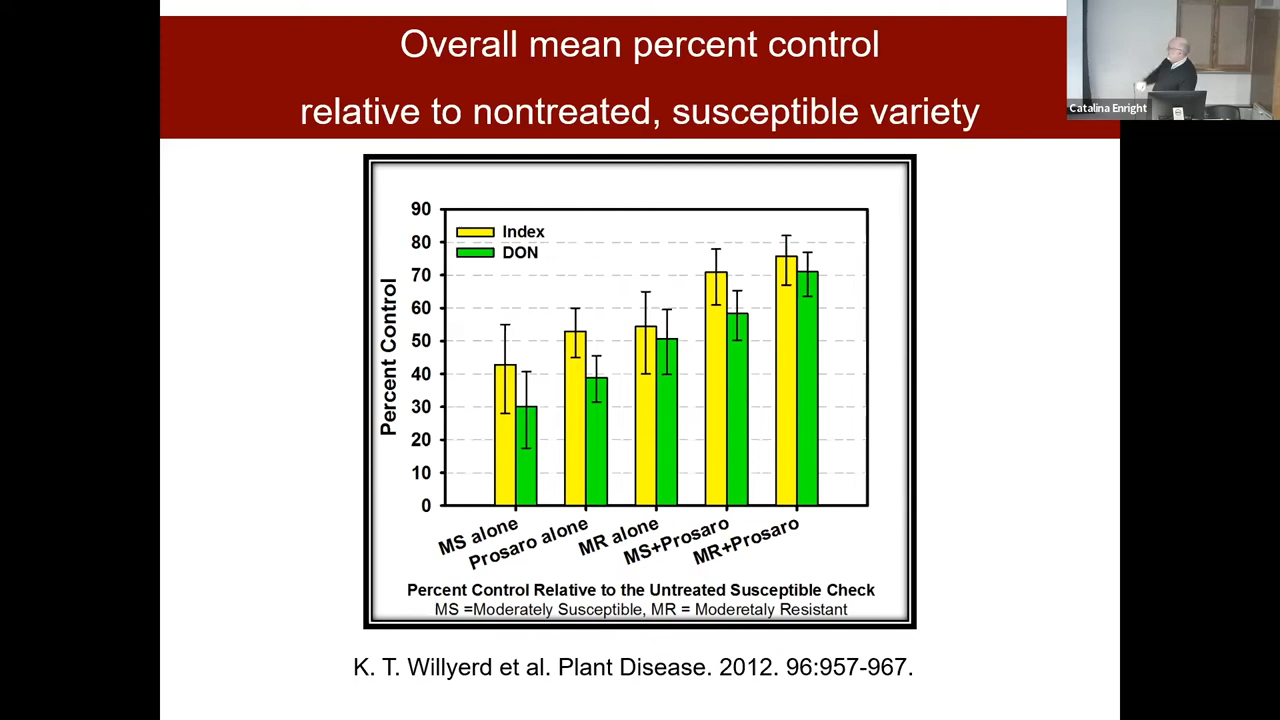 Overall mean percent control
relative to nontreated, susceptible variety
Catalina Enright
90
80
70
60
50
40
30
20
10
0
Percent Control
Index
DON
MS alone
Prosaro alone
MR alone
MS+Prosaro
MR+Prosaro
Percent Control Relative to the Untreated Susceptible Check
MS =Moderately Susceptible, MR = Moderetaly Resistant
K. T. Willyerd et al. Plant Disease. 2012. 96:957-967.